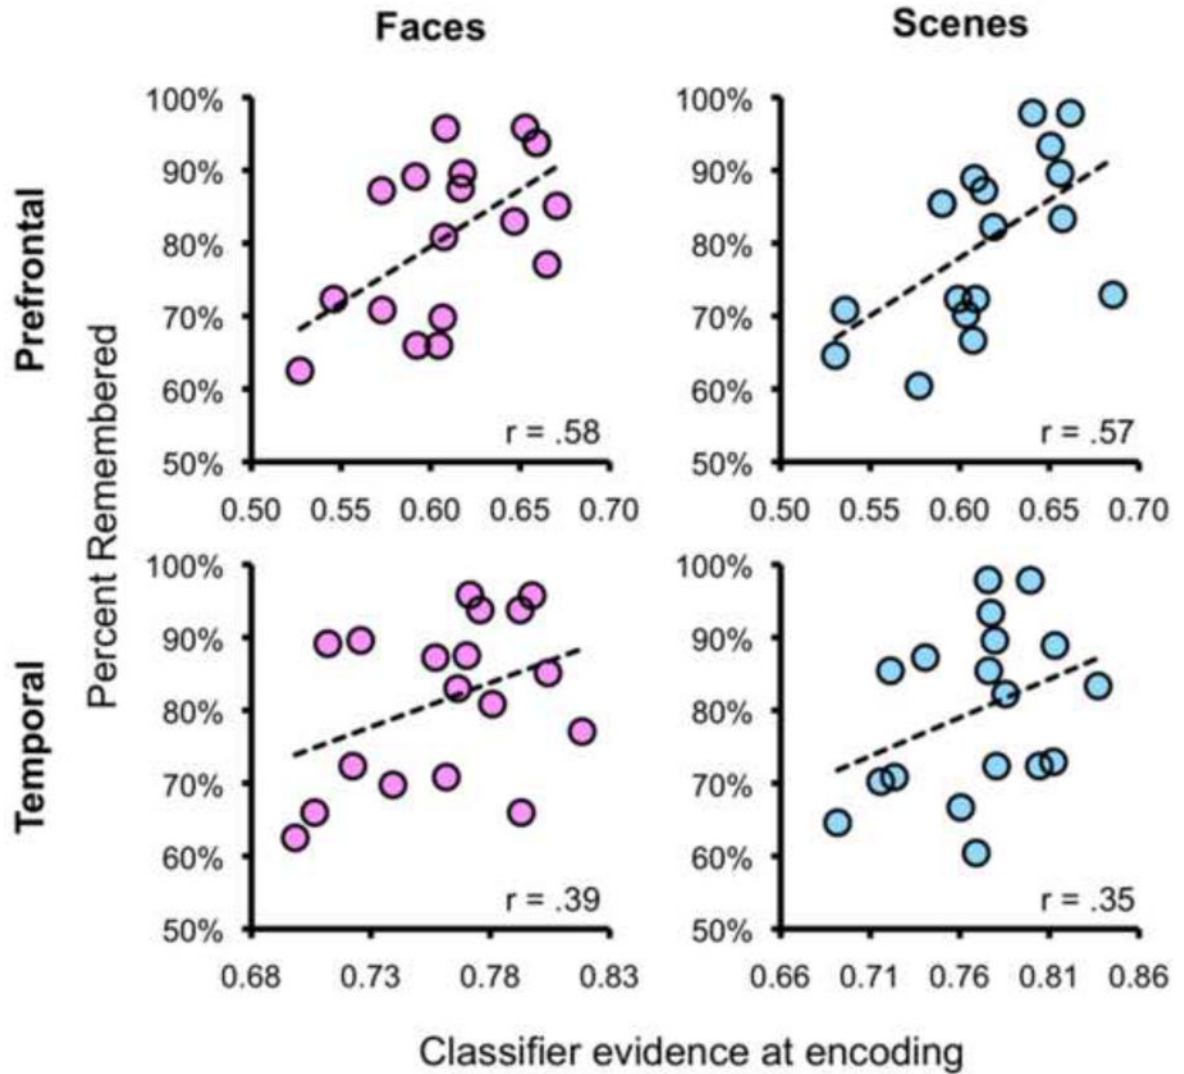 Faces
Scenes
Prefrontal
Temporal
Percent Remembered
100%
90%
80%
70%
60%
50%
r = .58
0.50 0.55 0.60 0.65 0.70
100%
90%
80%
70%
60%
50%
r = .57
0.50 0.55 0.60 0.65 0.70
100%
90%
80%
70%
60%
50%
r = .39
0.68 0.73 0.78 0.83
100%
90%
80%
70%
60%
50%
r = .35
0.66 0.71 0.76 0.81 0.86
Classifier evidence at encoding